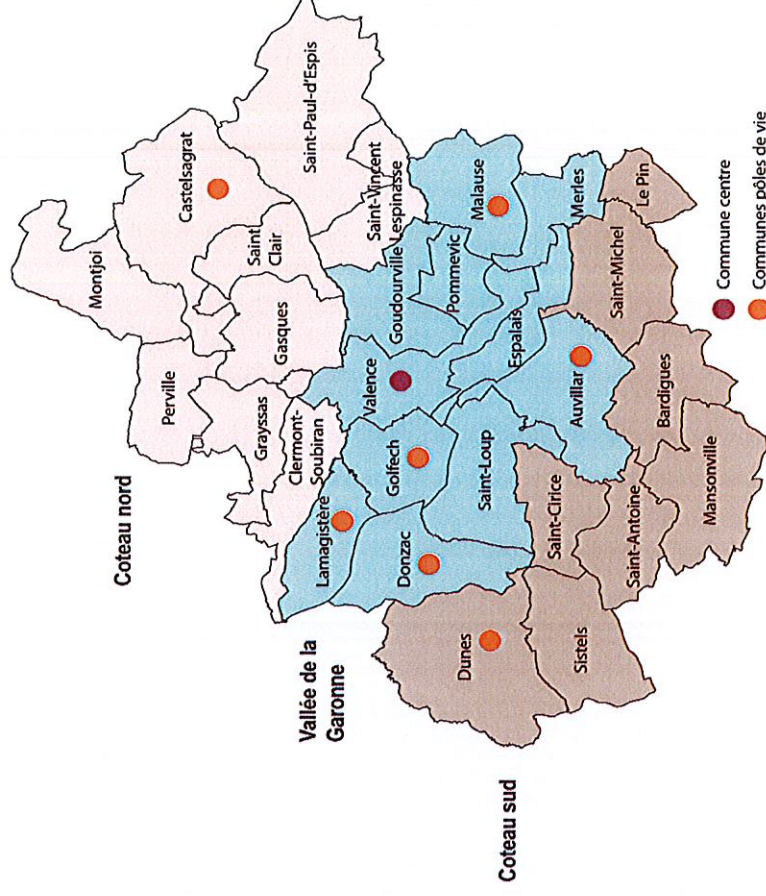 Coteau nord
Montjoi
Castelsagrat
Perville
Saint-Paul-d'Espis
Saint
Clair
Gasques
Grayssas
Saint-Vincent
Lespinasse
Clermont-
Soubiran
Vallée de la
Garonne
Lamagistère
Valence
Goudourville
Malause
Golfech
Pommevic
Donzac
Espalais
Merles
Saint-Loup
Auvillar
Le Pin
Saint-Michel
Dunes
Saint-Cirice
Bardigues
Sistels
Saint-Antoine
Mansonville
Coteau sud
Commune centre
Communes pôles de vie